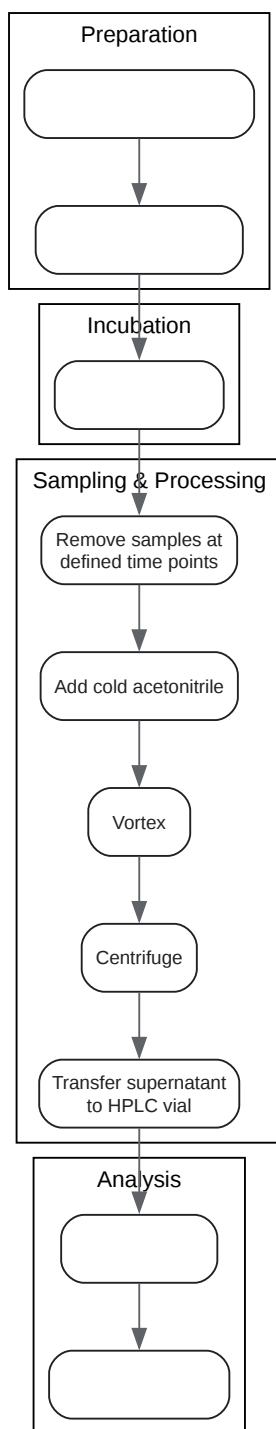 Preparation
Incubation
Sampling & Processing
Remove samples at
defined time points
Add cold acetonitrile
Vortex
Centrifuge
Transfer supernatant
to HPLC vial
Analysis